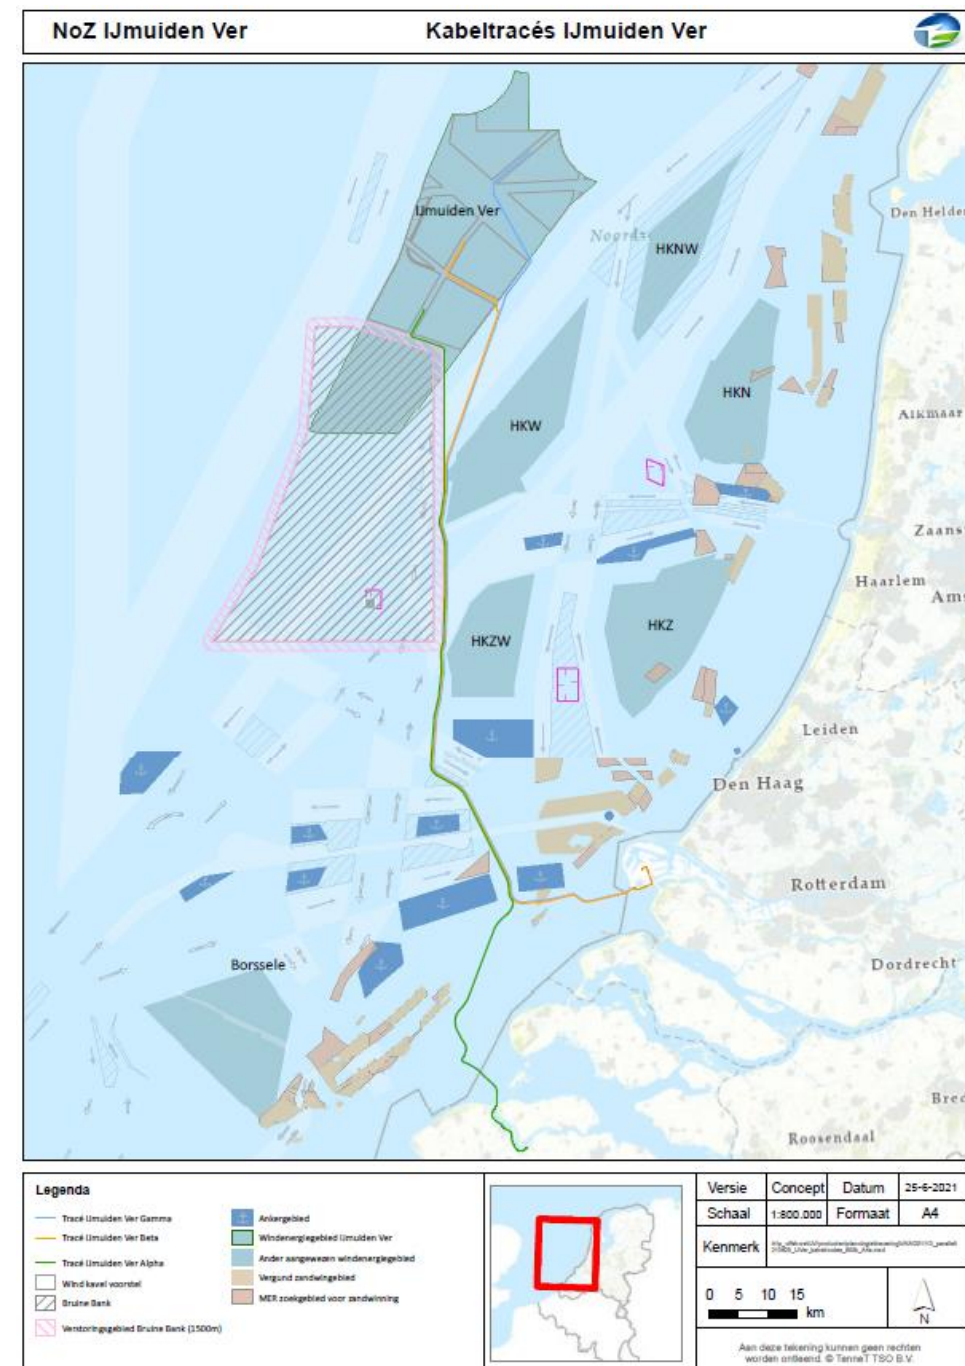 NoZ IJmuiden Ver
Kabeltracés IJmuiden Ver
IJmuiden Ver
Den Helder
HKNW
HKN
Alkmaar
HKW
Haarlem
HKZW
HKZ
Leiden
Den Haag
Rotterdam
Dordrecht
Borssele
Roosendaal
Legenda
Tracé IJmuiden Ver Gamma
Tracé IJmuiden Ver Beta
Tracé IJmuiden Ver Alpha
Wind kavel voorstel
Bruine Bank
Verstoringsgebied Bruine Bank (1500m)
Ankergebied
Windenergiegebied IJmuiden Ver
Ander aangewezen windenergiegebied
Vergund zandwingebied
MER zoekgebied voor zandwinning
Versie Concept Datum 25-6-2021
Schaal 1:800.000 Formaat A4
Kenmerk
0 5 10 15
km
N
Aan deze tekening kunnen geen rechten
worden ontleend. © TenneT TSO B.V.